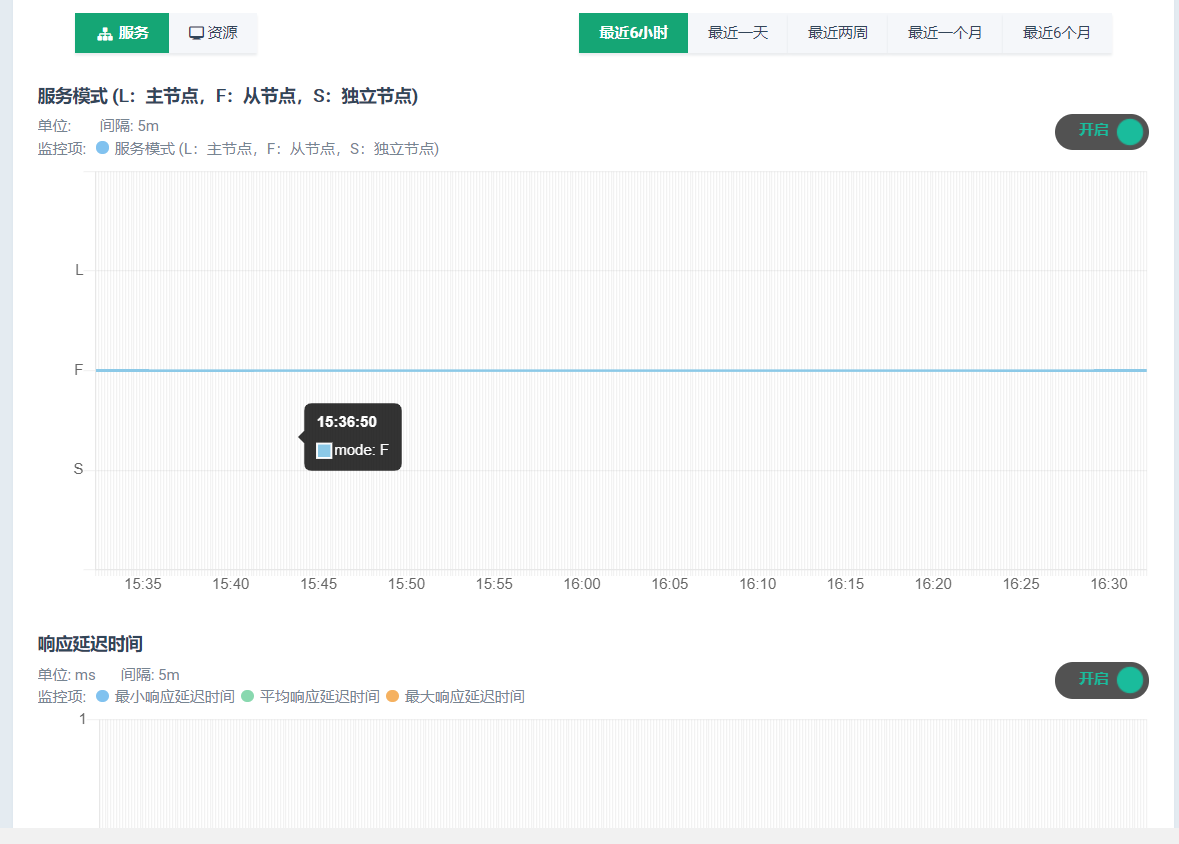 服务 资源 最近6小时 最近一天 最近两周 最近一个月 最近6个月
服务模式 (L：主节点，F：从节点，S：独立节点)
单位: 间隔: 5m
开启
监控项: 服务模式 (L：主节点，F：从节点，S：独立节点)
L
F
15:36:50
mode: F
S
15:35 15:40 15:45 15:50 15:55 16:00 16:05 16:10 16:15 16:20 16:25 16:30
响应延迟时间
单位: ms 间隔: 5m
开启
监控项: 最小响应延迟时间 平均响应延迟时间 最大响应延迟时间
1